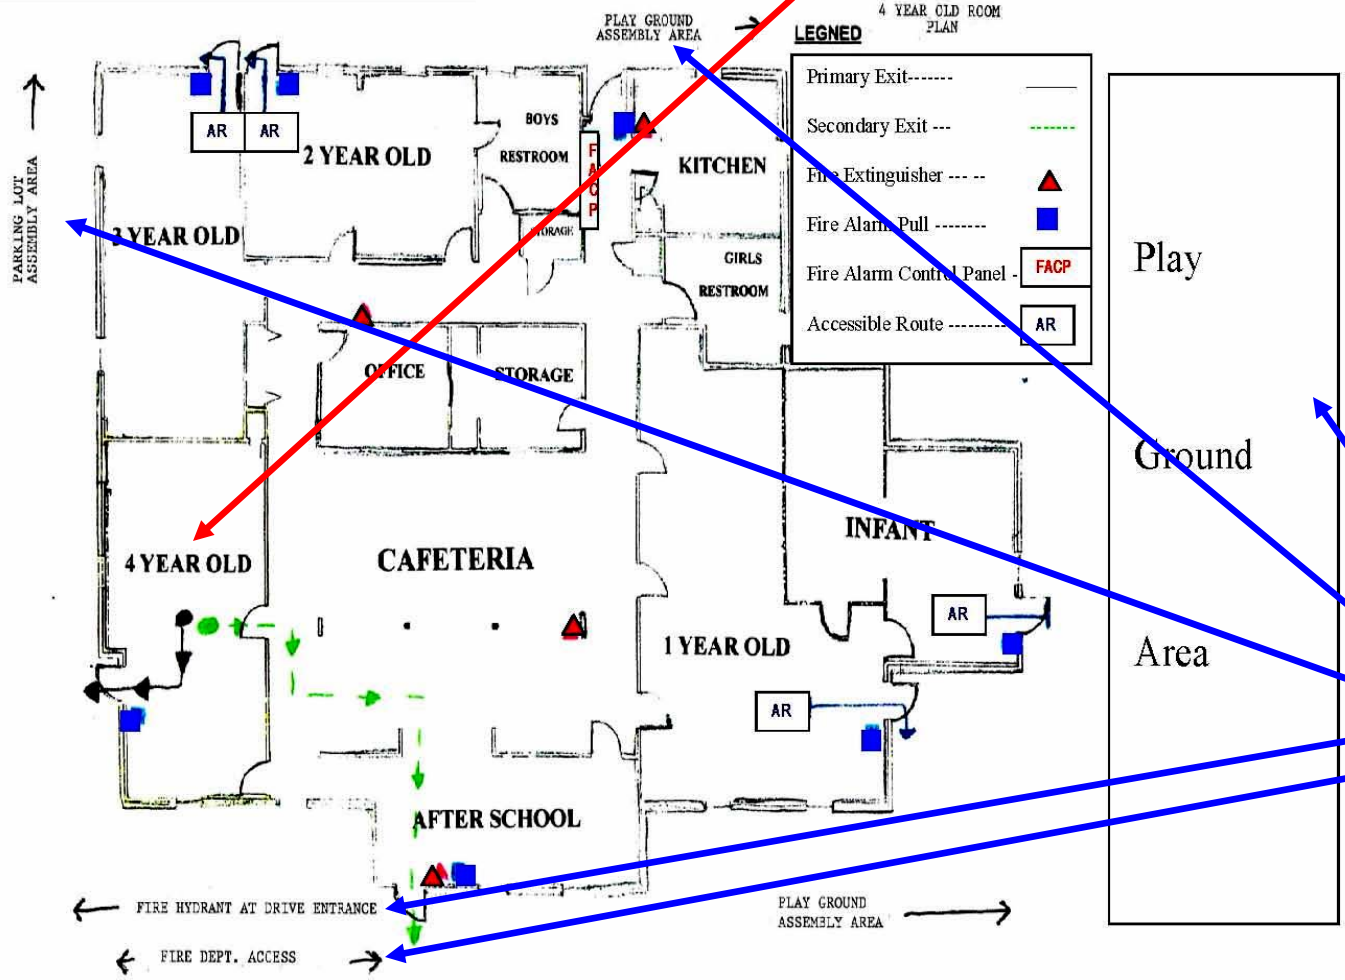 PLAY GROUND
ASSEMBLY AREA
4 YEAR OLD ROOM
PLAN
LEGNED
Primary Exit-------
Secondary Exit ---
Fire Extinguisher --- --
Fire Alarm Pull --------
Fire Alarm Control Panel -
FACP
Accessible Route ---------
AR
PARKING LOT
ASSEMBLY AREA
AR
AR
2 YEAR OLD
BOYS
RESTROOM
FACP
KITCHEN
STORAGE
3 YEAR OLD
GIRLS
RESTROOM
OFFICE
STORAGE
4 YEAR OLD
CAFETERIA
INFANT
AR
1 YEAR OLD
AR
AFTER SCHOOL
Play
Ground
Area
FIRE HYDRANT AT DRIVE ENTRANCE
FIRE DEPT. ACCESS
PLAY GROUND
ASSEMBLY AREA